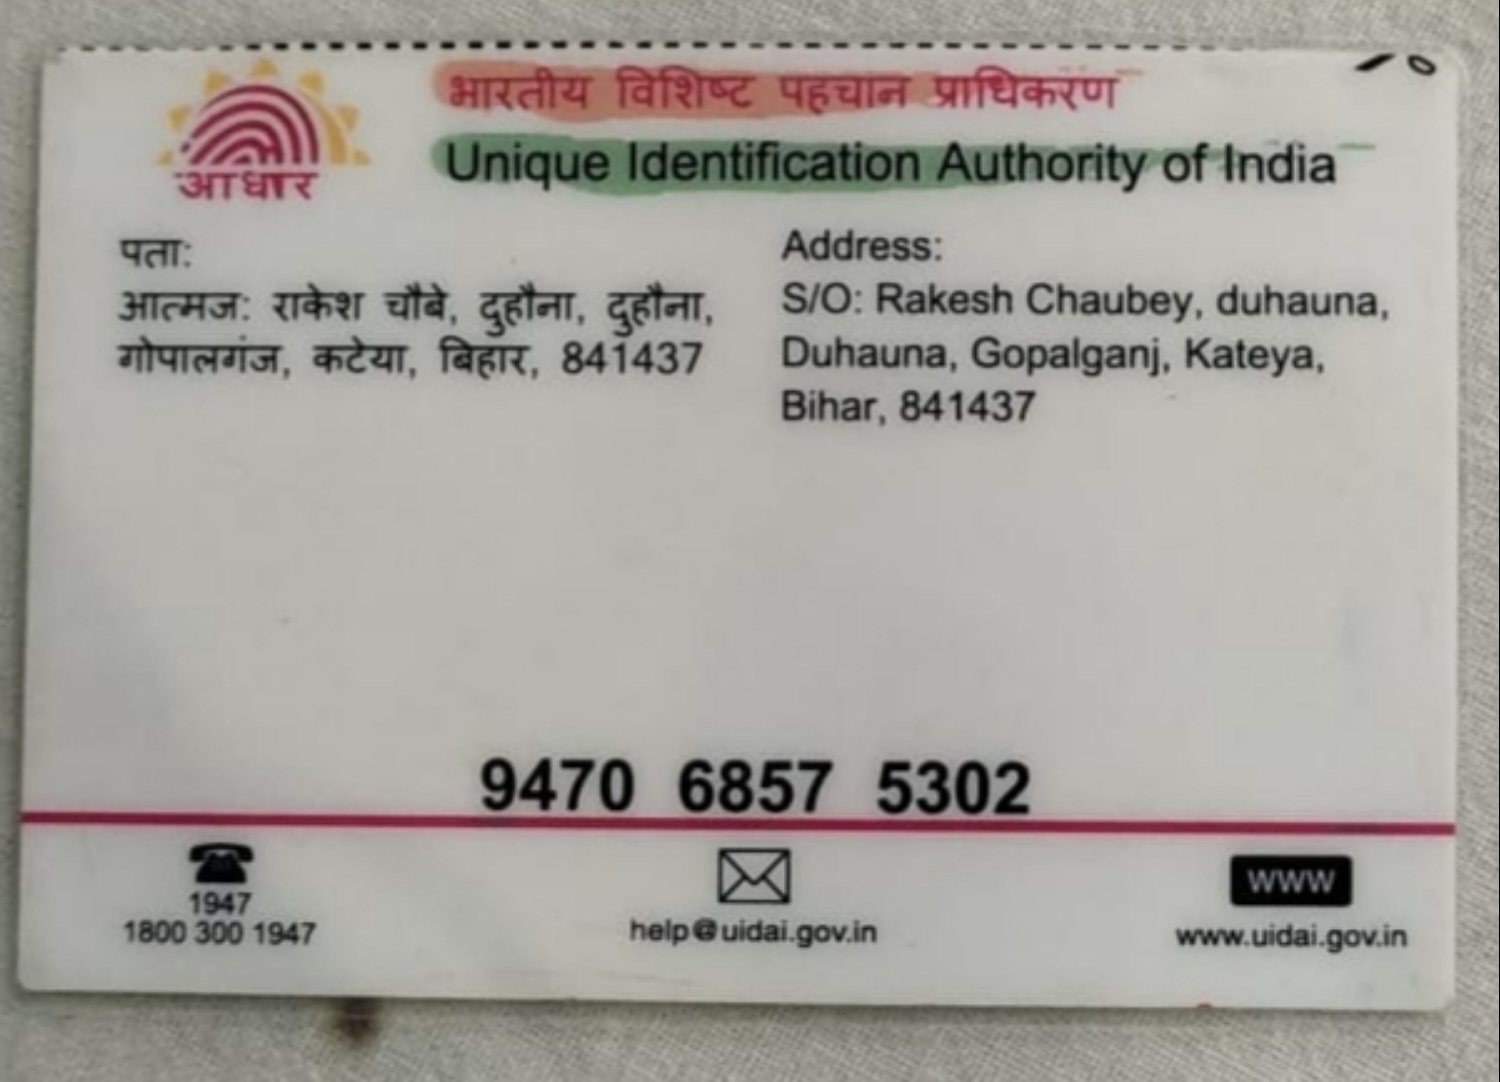 भारतीय विशिष्ट पहचान प्राधिकरण
Unique Identification Authority of India
आधार
पता:
आत्मज: राकेश चौबे, दुहौना, दुहौना,
गोपालगंज, कटेया, बिहार, 841437
Address:
S/O: Rakesh Chaubey, duhauna,
Duhauna, Gopalganj, Kateya,
Bihar, 841437
9470 6857 5302
1947
1800 300 1947
help@uidai.gov.in
www
www.uidai.gov.in